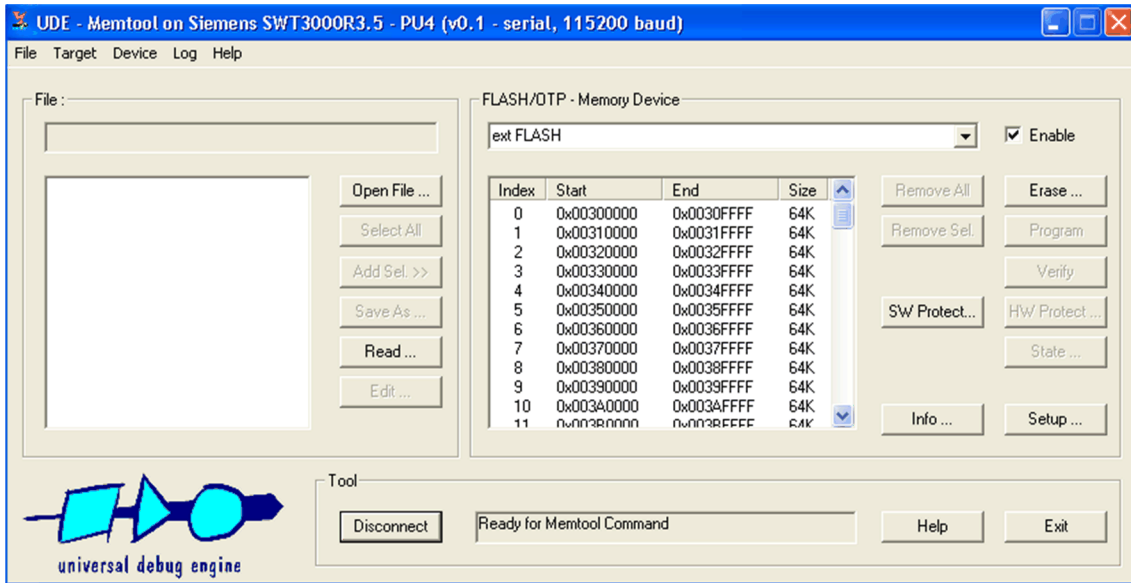 UDE - Memtool on Siemens SWT3000R3.5 - PU4 (v0.1 - serial, 115200 baud)
File Target Device Log Help
File :
Open File ...
Select All
Add Sel. >>
Save As ...
Read ...
Edit ...
FLASH/OTP - Memory Device
ext FLASH
Enable
Index Start End Size
0 0x00300000 0x0030FFFF 64K
1 0x00310000 0x0031FFFF 64K
2 0x00320000 0x0032FFFF 64K
3 0x00330000 0x0033FFFF 64K
4 0x00340000 0x0034FFFF 64K
5 0x00350000 0x0035FFFF 64K
6 0x00360000 0x0036FFFF 64K
7 0x00370000 0x0037FFFF 64K
8 0x00380000 0x0038FFFF 64K
9 0x00390000 0x0039FFFF 64K
10 0x003A0000 0x003AFFFF 64K
11 0x003B0000 0x003BFFFF 64K
Remove All
Remove Sel.
SW Protect...
Info ...
Erase ...
Program
Verify
HW Protect ...
State ...
Setup ...
universal debug engine
Tool
Disconnect
Ready for Memtool Command
Help
Exit